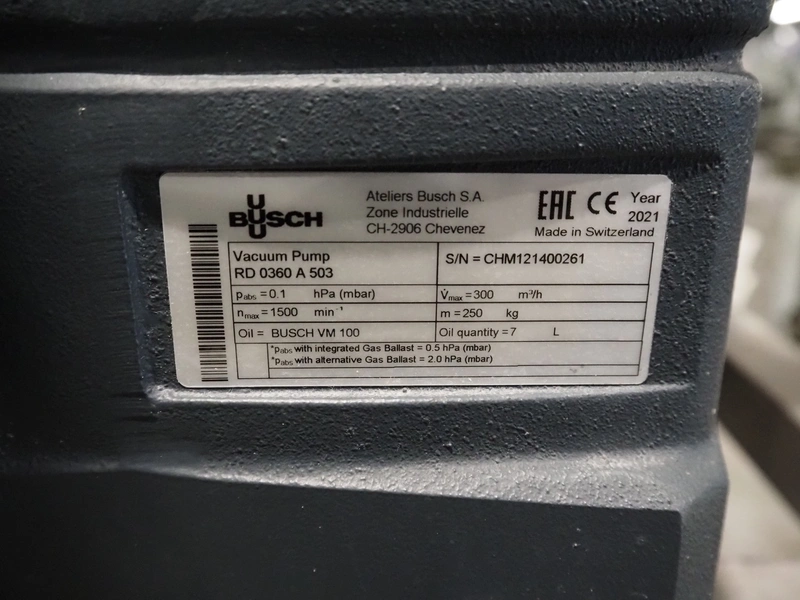 BUSCH
Ateliers Busch S.A.
Zone Industrielle
CH-2906 Chevenez
EAC CE Year
2021
Made in Switzerland
Vacuum Pump
RD 0360 A 503
S/N = CHM121400261
pabs = 0.1 hPa (mbar)
V̇max = 300 m³/h
nmax = 1500 min⁻¹
m = 250 kg
Oil = BUSCH VM 100
Oil quantity = 7 L
*pabs with integrated Gas Ballast = 0.5 hPa (mbar)
*pabs with alternative Gas Ballast = 2.0 hPa (mbar)